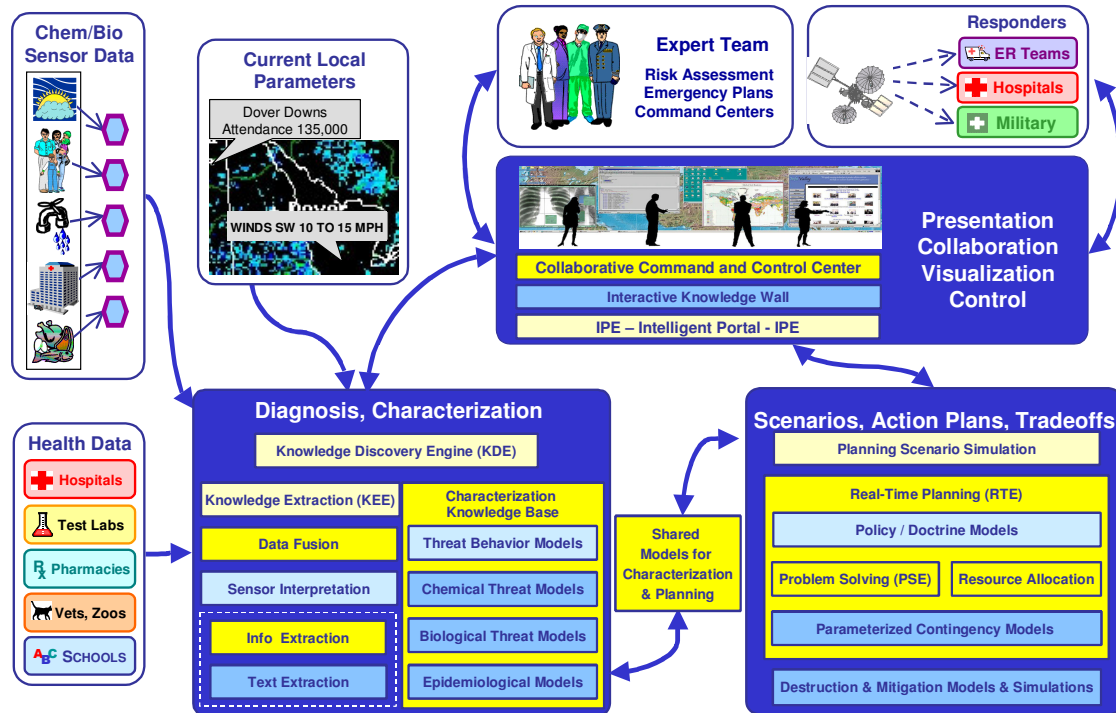 Chem/Bio
Sensor Data
Current Local
Parameters
Dover Downs
Attendance 135,000
WINDS SW 10 TO 15 MPH
Expert Team
Risk Assessment
Emergency Plans
Command Centers
Responders
ER Teams
Hospitals
Military
Collaborative Command and Control Center
Interactive Knowledge Wall
IPE – Intelligent Portal - IPE
Presentation
Collaboration
Visualization
Control
Health Data
Hospitals
Test Labs
Rx Pharmacies
Vets, Zoos
ABC SCHOOLS
Diagnosis, Characterization
Knowledge Discovery Engine (KDE)
Knowledge Extraction (KEE)
Data Fusion
Sensor Interpretation
Info Extraction
Text Extraction
Characterization
Knowledge Base
Threat Behavior Models
Chemical Threat Models
Biological Threat Models
Epidemiological Models
Shared
Models for
Characterization
& Planning
Scenarios, Action Plans, Tradeoffs
Planning Scenario Simulation
Real-Time Planning (RTE)
Policy / Doctrine Models
Problem Solving (PSE)
Resource Allocation
Parameterized Contingency Models
Destruction & Mitigation Models & Simulations